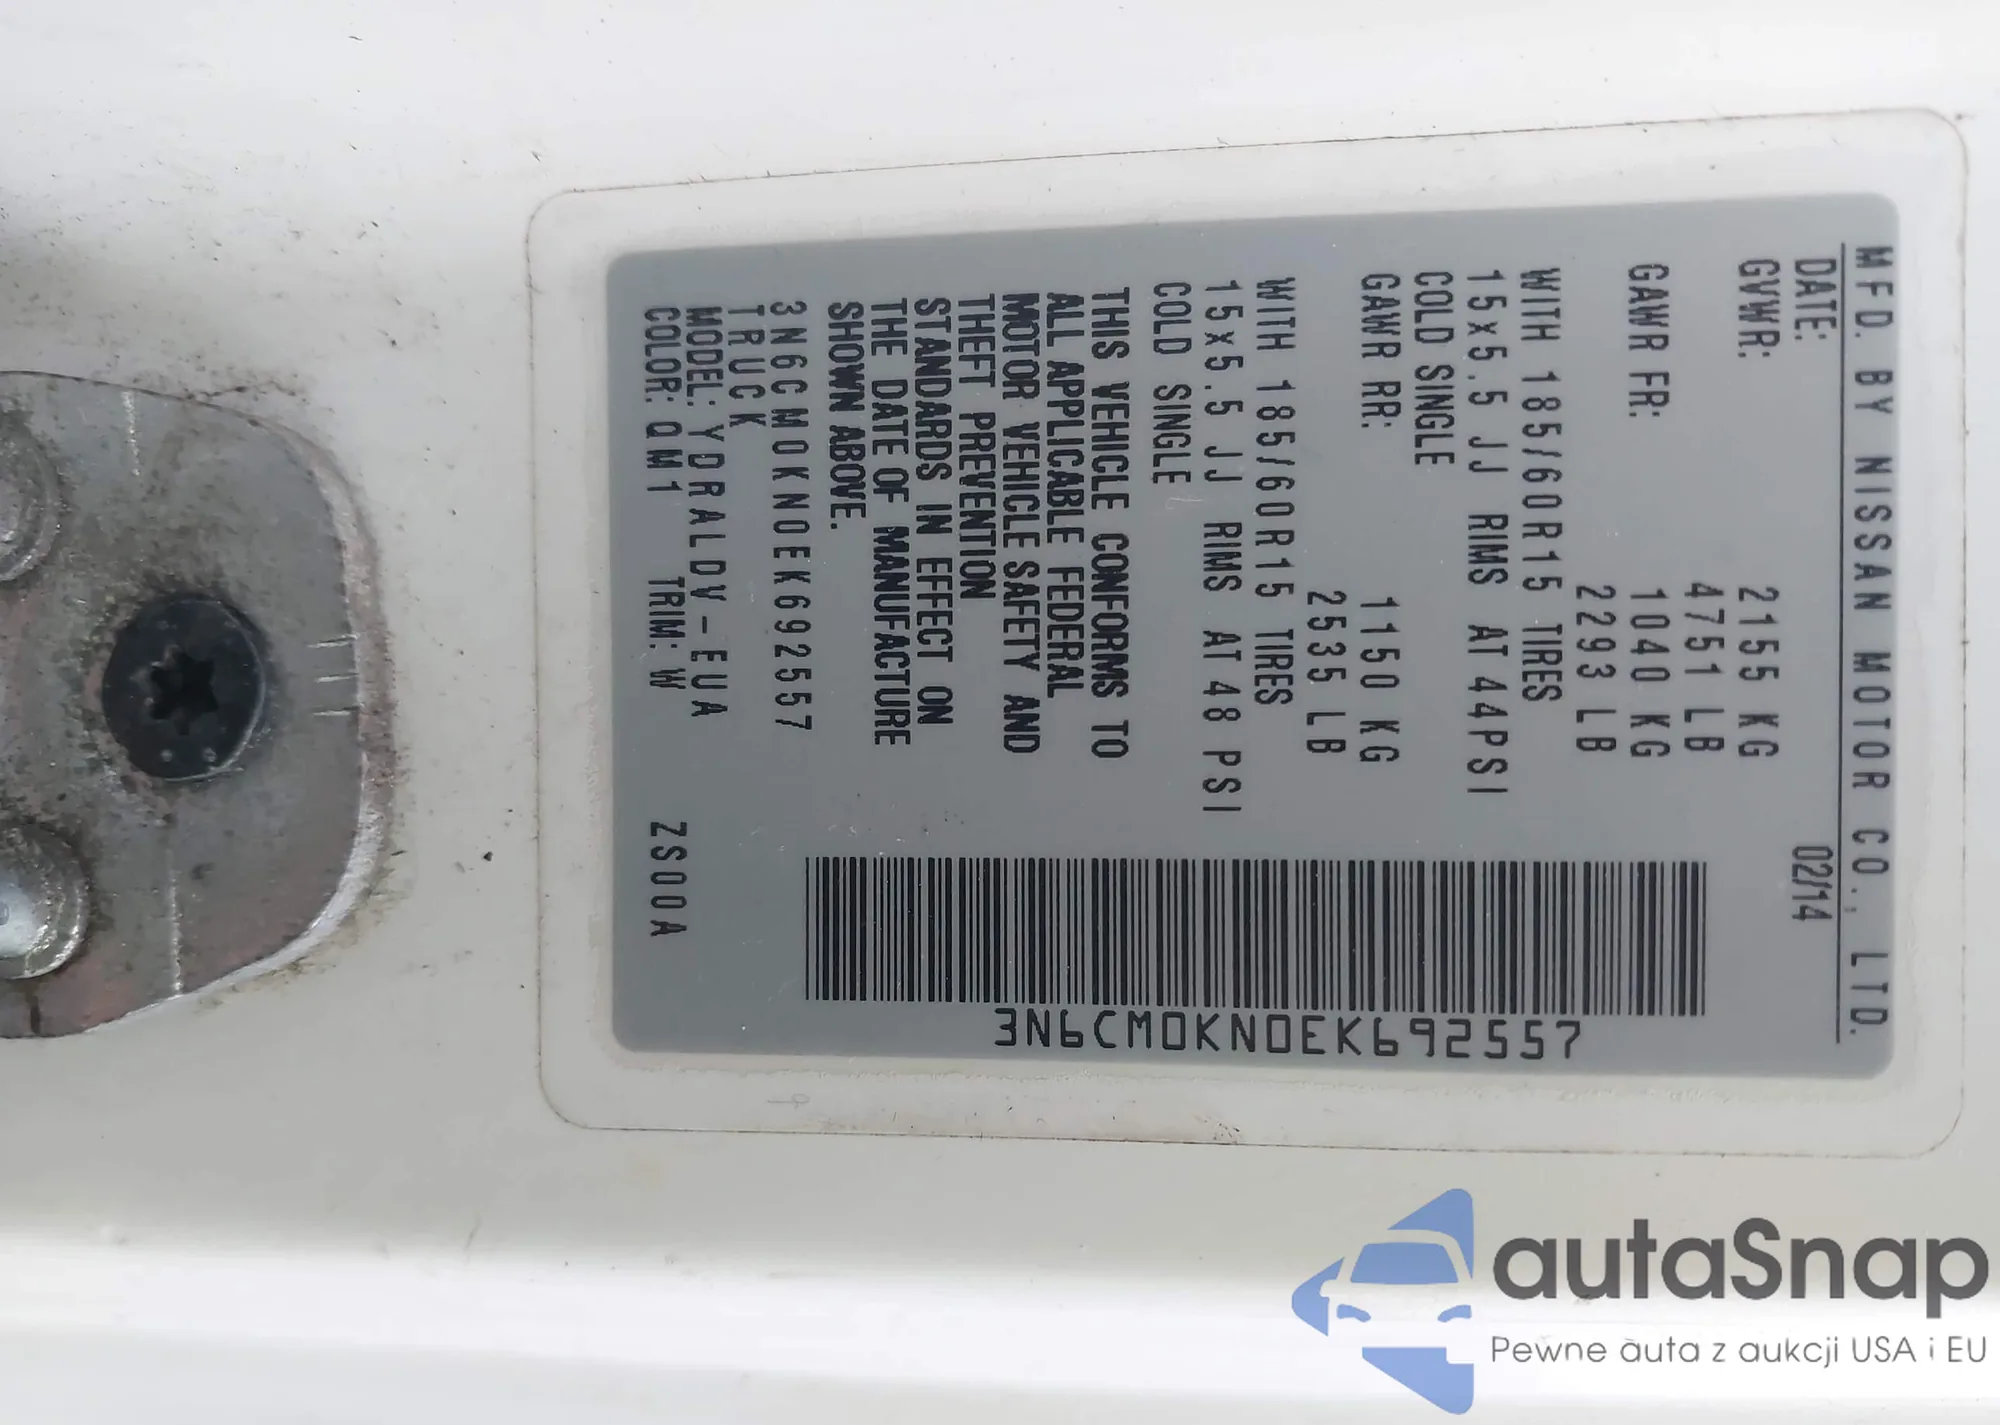 MFD. BY NISSAN MOTOR CO., LTD.
DATE: 02/14
GVWR: 2155 KG
4751 LB
GAWR FR: 1040 KG
2293 LB
WITH 185/60R15 TIRES
15x5.5 JJ RIMS AT 44PSI
COLD SINGLE
GAWR RR: 1150 KG
2535 LB
WITH 185/60R15 TIRES
15x5.5 JJ RIMS AT 48 PSI
COLD SINGLE
THIS VEHICLE CONFORMS TO
ALL APPLICABLE FEDERAL
MOTOR VEHICLE SAFETY AND
THEFT PREVENTION
STANDARDS IN EFFECT ON
THE DATE OF MANUFACTURE
SHOWN ABOVE.
3N6CM0KN0EK692557
TRUCK
MODEL: YDRALDV-EUA
COLOR: QM1 TRIM: W ZS00A
3N6CM0KN0EK692557
autaSnap
Pewne auta z aukcji USA i EU